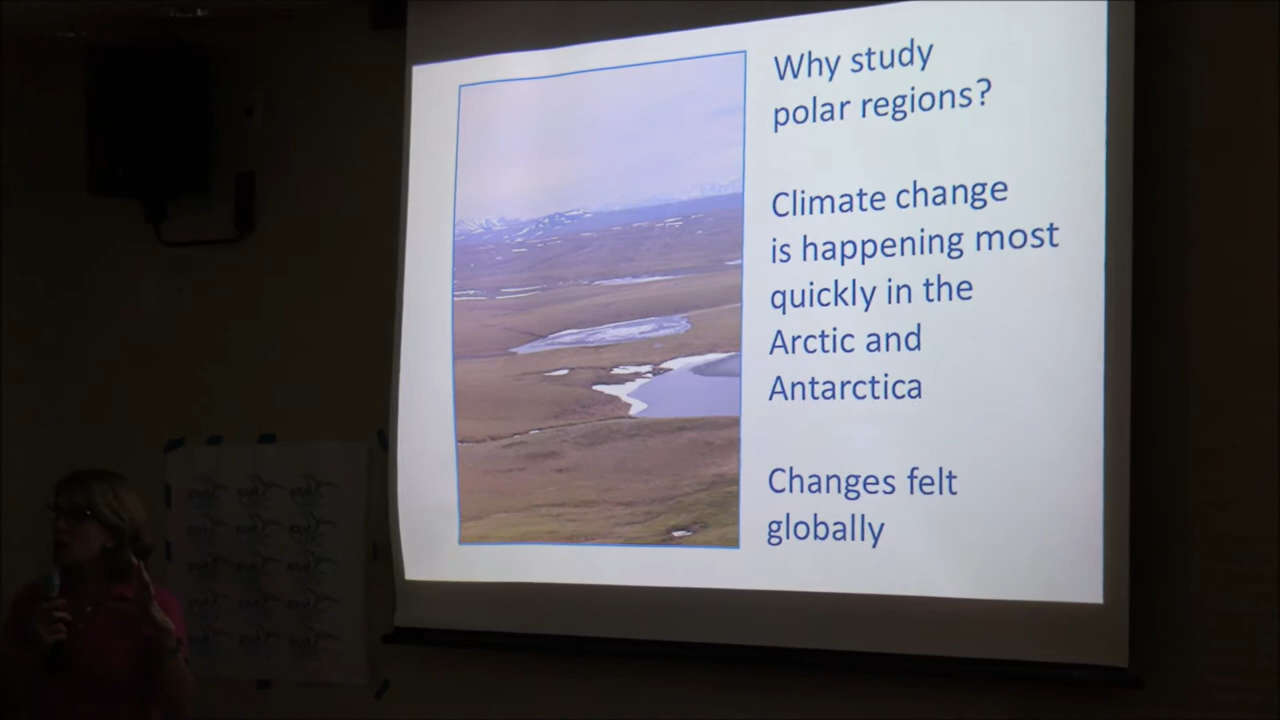 Why study
polar regions?
Climate change
is happening most
quickly in the
Arctic and
Antarctica
Changes felt
globally